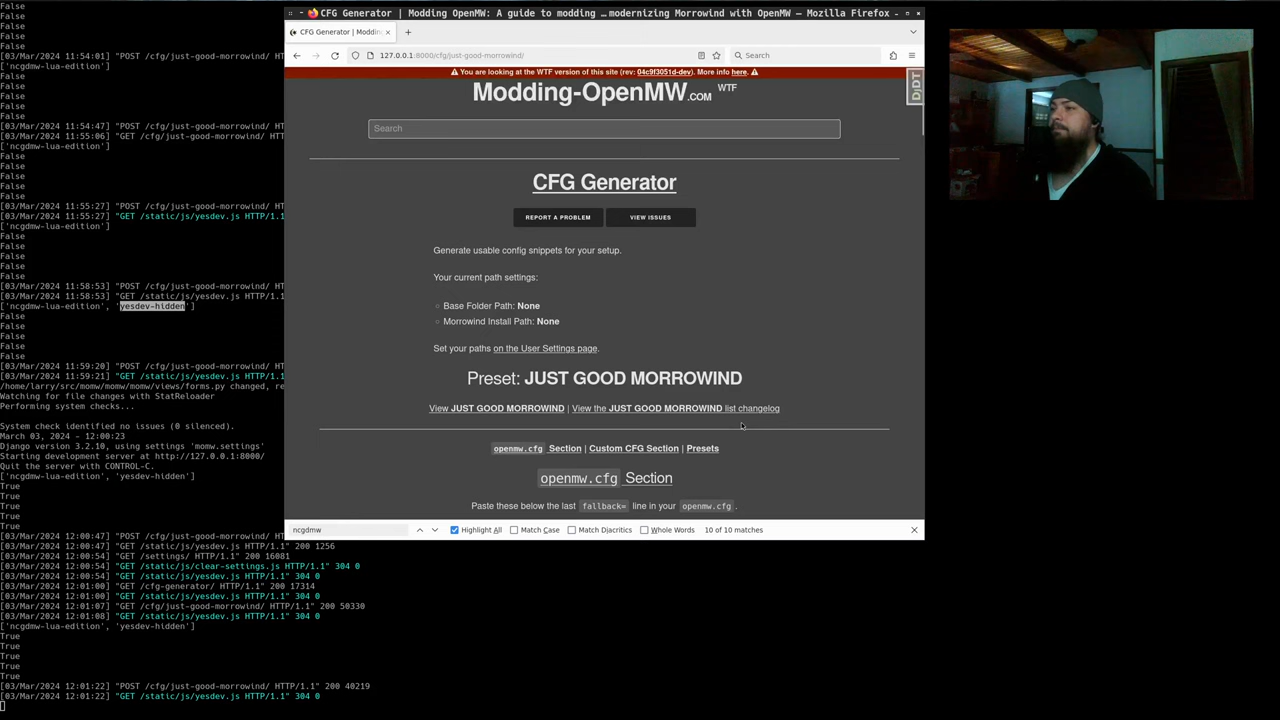 False
False
False
False
False
[03/Mar/2024 11:54:01] "POST /cfg/just-good-morrowind/ HT
['ncgdmw-lua-edition']
False
False
False
False
False
[03/Mar/2024 11:54:47] "POST /cfg/just-good-morrowind/ HT
[03/Mar/2024 11:55:06] "GET /cfg/just-good-morrowind/ HTT
['ncgdmw-lua-edition']
False
False
False
False
False
[03/Mar/2024 11:55:27] "POST /cfg/just-good-morrowind/ HT
[03/Mar/2024 11:55:27] "GET /static/js/yesdev.js HTTP/1.1
['ncgdmw-lua-edition']
False
False
False
False
False
[03/Mar/2024 11:58:53] "POST /cfg/just-good-morrowind/ HT
[03/Mar/2024 11:58:53] "GET /static/js/yesdev.js HTTP/1.1
['ncgdmw-lua-edition', 'yesdev-hidden']
False
False
False
False
False
[03/Mar/2024 11:59:20] "POST /cfg/just-good-morrowind/ HT
[03/Mar/2024 11:59:21] "GET /static/js/yesdev.js HTTP/1.1
/home/larry/src/momw/momw/momw/views/forms.py changed, re
Watching for file changes with StatReloader
Performing system checks...
System check identified no issues (0 silenced).
March 03, 2024 - 12:00:23
Django version 3.2.10, using settings 'momw.settings'
Starting development server at http://127.0.0.1:8000/
Quit the server with CONTROL-C.
['ncgdmw-lua-edition', 'yesdev-hidden']
True
True
True
True
True
[03/Mar/2024 12:00:47] "POST /cfg/just-good-morrowind/ HT
[03/Mar/2024 12:00:47] "GET /static/js/yesdev.js HTTP/1.1" 200 1256
[03/Mar/2024 12:00:54] "GET /settings/ HTTP/1.1" 200 16081
[03/Mar/2024 12:00:54] "GET /static/js/clear-settings.js HTTP/1.1" 304 0
[03/Mar/2024 12:00:54] "GET /static/js/yesdev.js HTTP/1.1" 304 0
[03/Mar/2024 12:01:00] "GET /cfg-generator/ HTTP/1.1" 200 17314
[03/Mar/2024 12:01:00] "GET /static/js/yesdev.js HTTP/1.1" 304 0
[03/Mar/2024 12:01:07] "GET /cfg/just-good-morrowind/ HTTP/1.1" 200 50330
[03/Mar/2024 12:01:08] "GET /static/js/yesdev.js HTTP/1.1" 304 0
['ncgdmw-lua-edition', 'yesdev-hidden']
True
True
True
True
True
[03/Mar/2024 12:01:22] "POST /cfg/just-good-morrowind/ HTTP/1.1" 200 40219
[03/Mar/2024 12:01:22] "GET /static/js/yesdev.js HTTP/1.1" 304 0
CFG Generator | Modding OpenMW: A guide to modding … modernizing Morrowind with OpenMW — Mozilla Firefox
CFG Generator | Moddin
127.0.0.1:8000/cfg/just-good-morrowind/
Search
You are looking at the WTF version of this site (rev: 04c9f3051d-dev). More info here.
DjDT
Modding-OpenMW.COM WTF
Search
CFG Generator
REPORT A PROBLEM VIEW ISSUES
Generate usable config snippets for your setup.
Your current path settings:
Base Folder Path: None
Morrowind Install Path: None
Set your paths on the User Settings page.
Preset: JUST GOOD MORROWIND
View JUST GOOD MORROWIND | View the JUST GOOD MORROWIND list changelog
openmw.cfg Section | Custom CFG Section | Presets
openmw.cfg Section
Paste these below the last fallback= line in your openmw.cfg.
ncgdmw Highlight All Match Case Match Diacritics Whole Words 10 of 10 matches